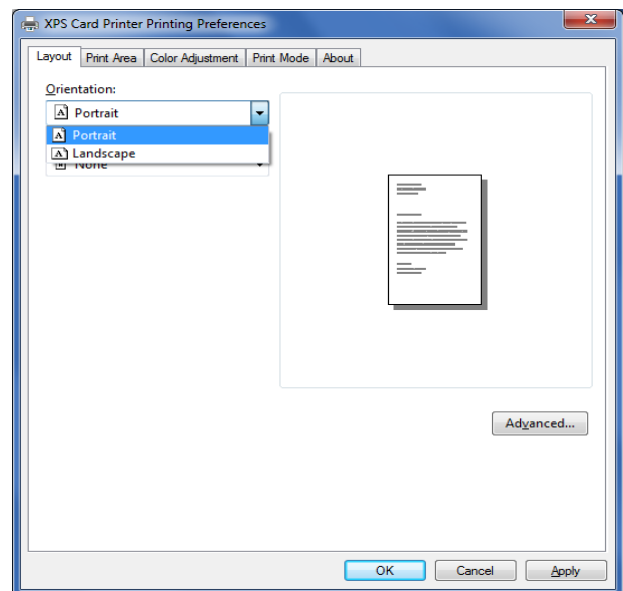 XPS Card Printer Printing Preferences
Layout Print Area Color Adjustment Print Mode About
Orientation:
A Portrait
A Portrait
A Landscape
None
Advanced...
OK Cancel Apply